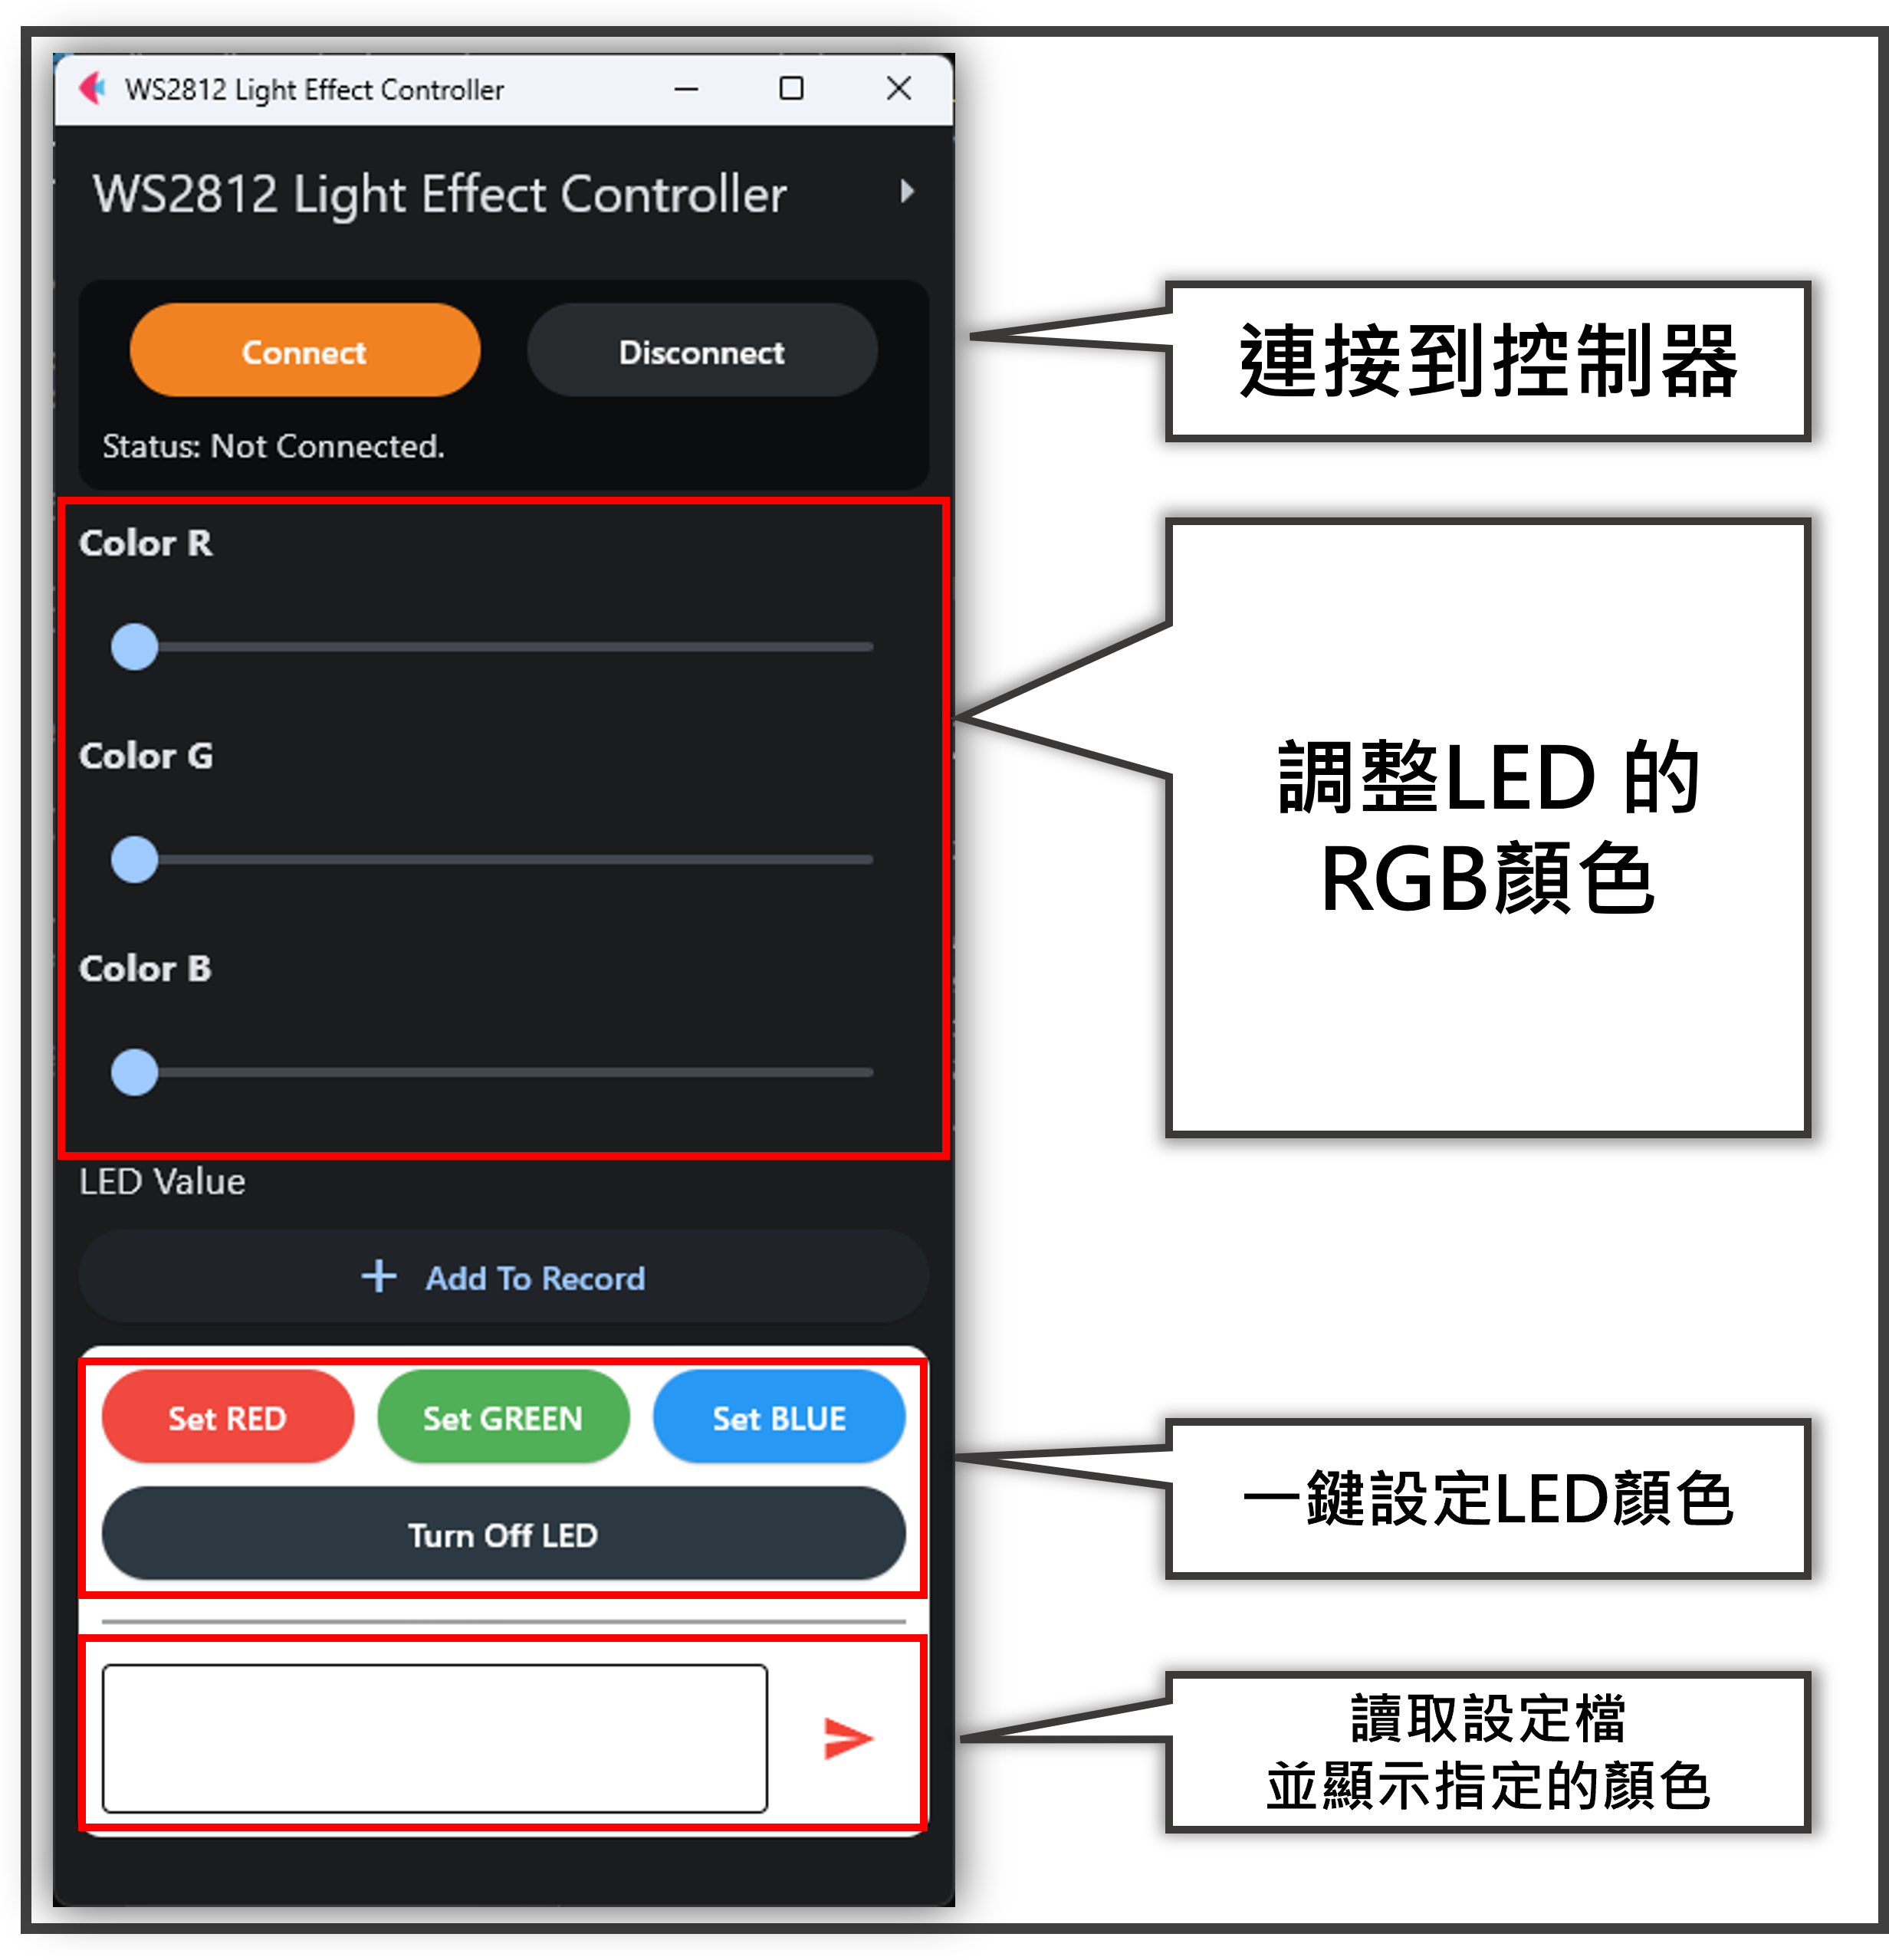 WS2812 Light Effect Controller
WS2812 Light Effect Controller
Connect
Disconnect
Status: Not Connected.
連接到控制器
Color R
Color G
Color B
調整LED 的
RGB顏色
LED Value
+ Add To Record
Set RED
Set GREEN
Set BLUE
Turn Off LED
一鍵設定LED顏色
讀取設定檔
並顯示指定的顏色